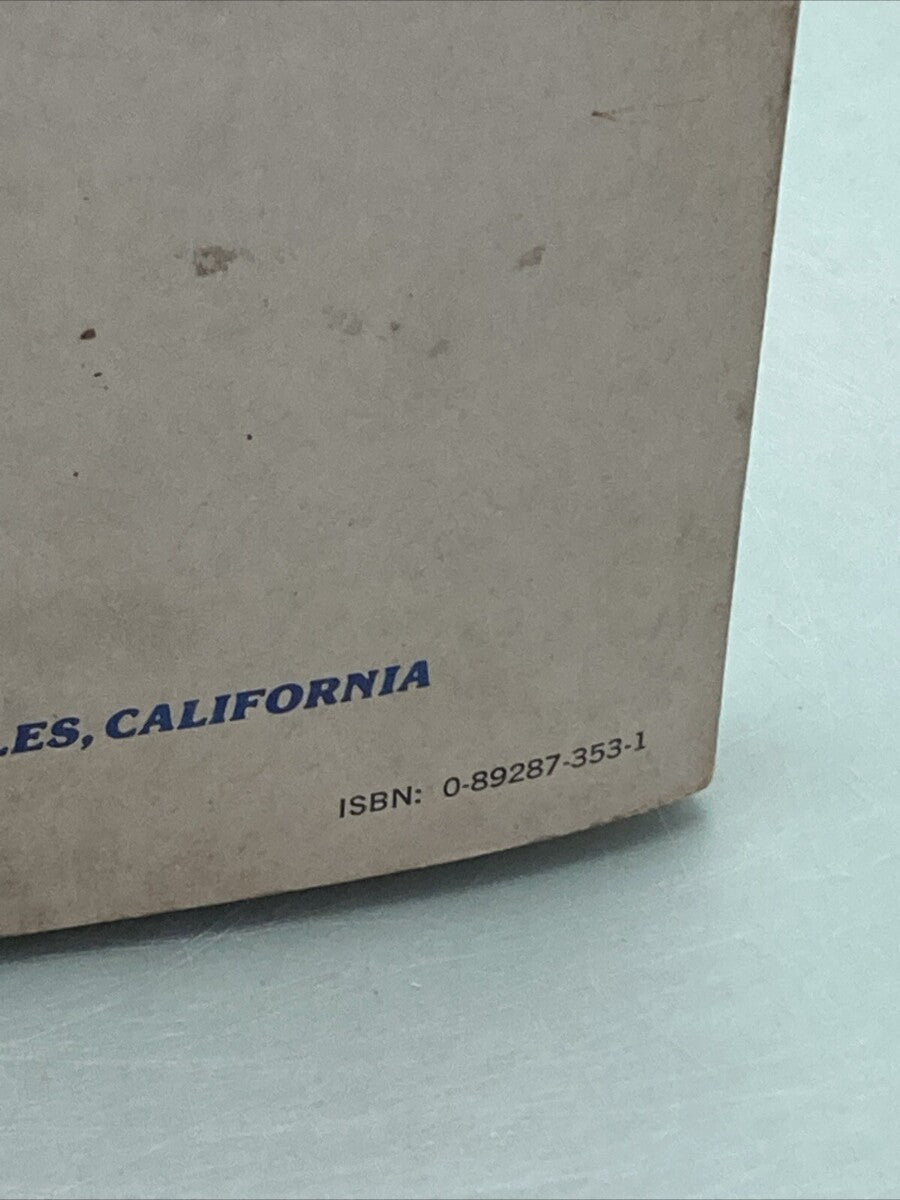 LES, CALIFORNIA
ISBN: 0-89287-353-1